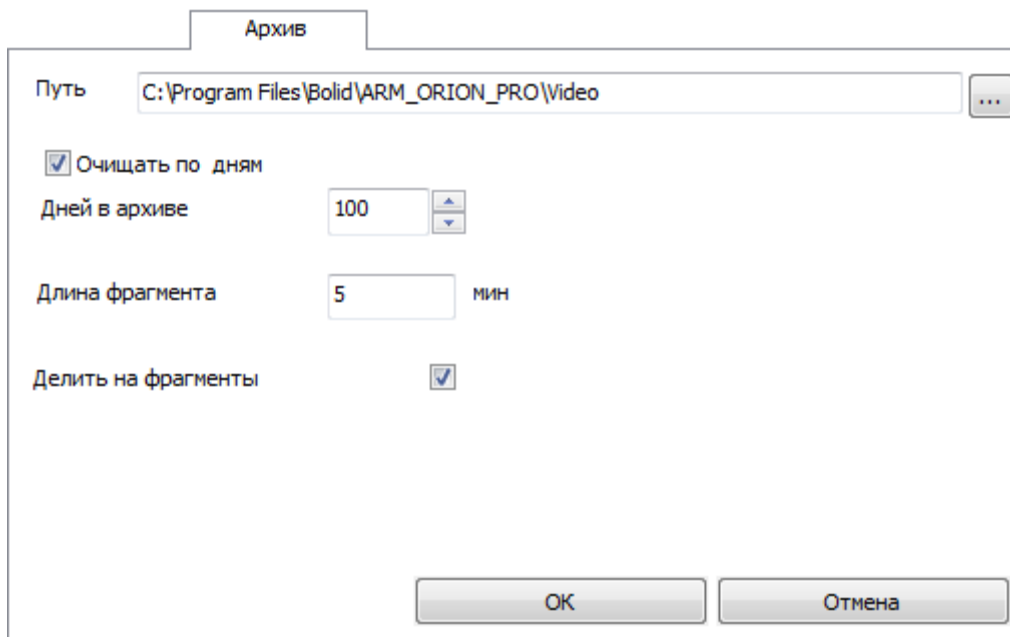 Архив
Путь C:\Program Files\Bolid\ARM_ORION_PRO\Video ...
Очищать по дням
Дней в архиве 100
Длина фрагмента 5 мин
Делить на фрагменты
OK Отмена